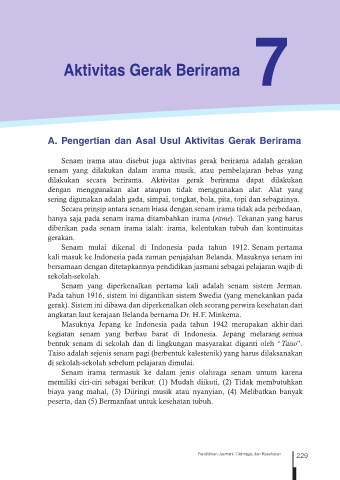 Aktivitas Gerak Berirama 7
A. Pengertian dan Asal Usul Aktivitas Gerak Berirama
Senam irama atau disebut juga aktivitas gerak berirama adalah gerakan
senam yang dilakukan dalam irama musik, atau pembelajaran bebas yang
dilakukan secara berirama. Aktivitas gerak berirama dapat dilakukan
dengan menggunakan alat ataupun tidak menggunakan alat. Alat yang
sering digunakan adalah gada, simpai, tongkat, bola, pita, topi dan sebagainya.
Secara prinsip antara senam biasa dengan senam irama tidak ada perbedaan,
hanya saja pada senam irama ditambahkan irama (ritme). Tekanan yang harus
diberikan pada senam irama ialah: irama, kelentukan tubuh dan kontinuitas
gerakan.
Senam mulai dikenal di Indonesia pada tahun 1912. Senam pertama
kali masuk ke Indonesia pada zaman penjajahan Belanda. Masuknya senam ini
bersamaan dengan ditetapkannya pendidikan jasmani sebagai pelajaran wajib di
sekolah-sekolah.
Senam yang diperkenalkan pertama kali adalah senam sistem Jerman.
Pada tahun 1916, sistem ini digantikan sistem Swedia (yang menekankan pada
gerak). Sistem ini dibawa dan diperkenalkan oleh seorang perwira kesehatan dari
angkatan laut kerajaan Belanda bernama Dr. H.F. Minkema.
Masuknya Jepang ke Indonesia pada tahun 1942 merupakan akhir dari
kegiatan senam yang berbau barat di Indonesia. Jepang melarang semua
bentuk senam di sekolah dan di lingkungan masyarakat diganti oleh “Taiso”.
Taiso adalah sejenis senam pagi (berbentuk kalestenik) yang harus dilaksanakan
di sekolah-sekolah sebelum pelajaran dimulai.
Senam irama termasuk ke dalam jenis olahraga senam umum karena
memiliki ciri-ciri sebagai berikut: (1) Mudah diikuti, (2) Tidak membutuhkan
biaya yang mahal, (3) Diiringi musik atau nyanyian, (4) Melibatkan banyak
peserta, dan (5) Bermanfaat untuk kesehatan tubuh.
Pendidikan Jasmani, Olahraga, dan Kesehatan 229